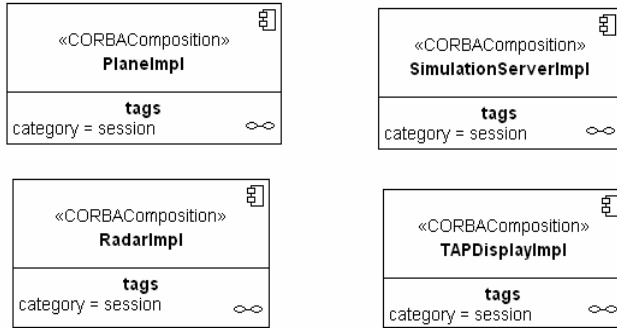 «CORBAComposition»
PlaneImpl
tags
category = session
«CORBAComposition»
SimulationServerImpl
tags
category = session
«CORBAComposition»
RadarImpl
tags
category = session
«CORBAComposition»
TAPDisplayImpl
tags
category = session